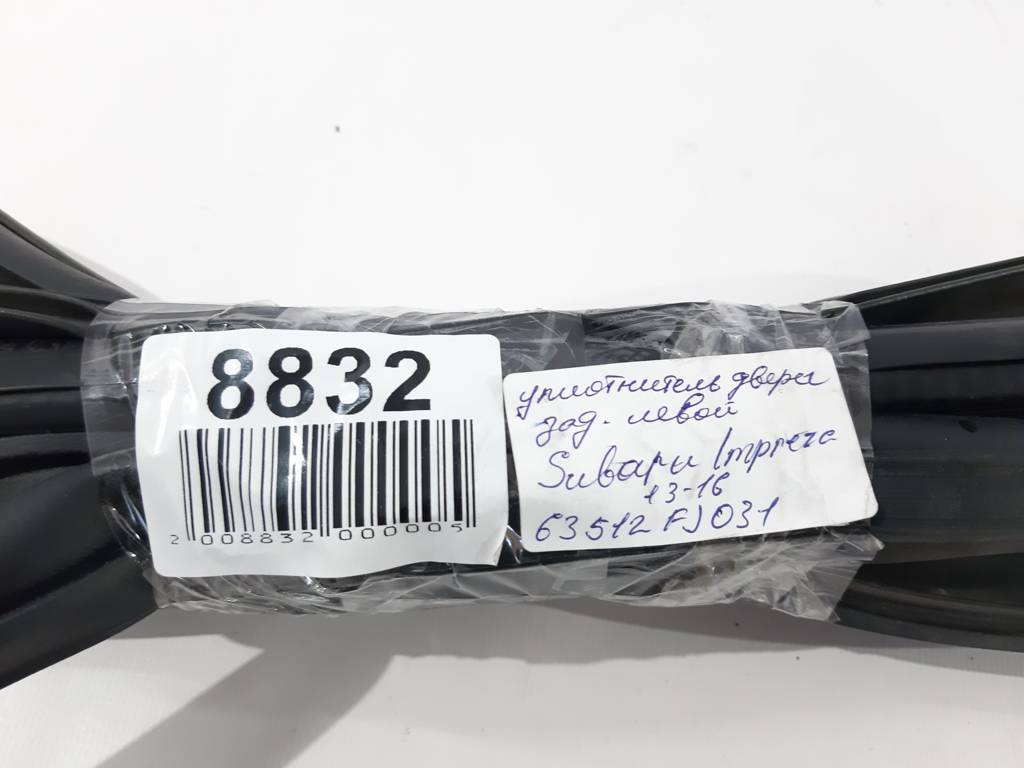 8832
2 008832 000005
уплотнитель двери
зад. левой
Subaru Impreza
13-16
63512 FJ031